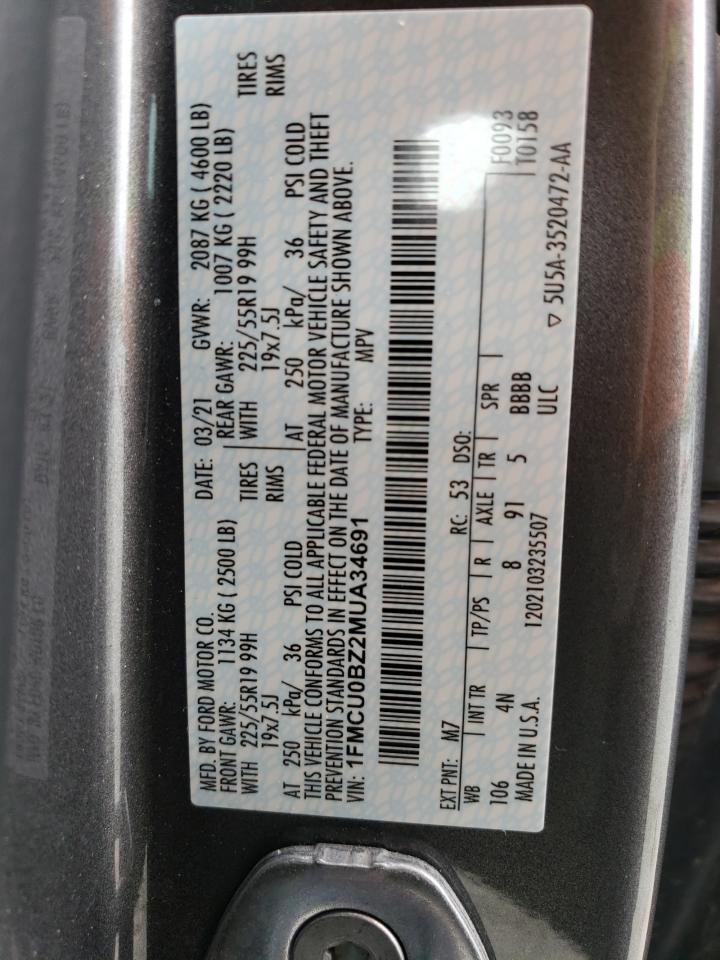 MFD. BY FORD MOTOR CO. DATE: 03/21 GVWR: 2087 KG ( 4600 LB)
FRONT GAWR: 1134 KG ( 2500 LB) REAR GAWR: 1007 KG ( 2220 LB)
WITH 225/55R19 99H TIRES WITH 225/55R19 99H TIRES
19x7.5J RIMS 19x7.5J RIMS
AT 250 kPa/ 36 PSI COLD AT 250 kPa/ 36 PSI COLD
THIS VEHICLE CONFORMS TO ALL APPLICABLE FEDERAL MOTOR VEHICLE SAFETY AND THEFT
PREVENTION STANDARDS IN EFFECT ON THE DATE OF MANUFACTURE SHOWN ABOVE.
VIN: 1FMCU0BZ2MUA34691 TYPE: MPV
EXT PNT: M7 RC: 53 DSO: F0093
WB INT TR TP/PS R AXLE TR SPR T0158
106 4N 8 91 5 BBBB
MADE IN U.S.A. 1202103235507 ULC ▽ 5U5A-3520472-AA